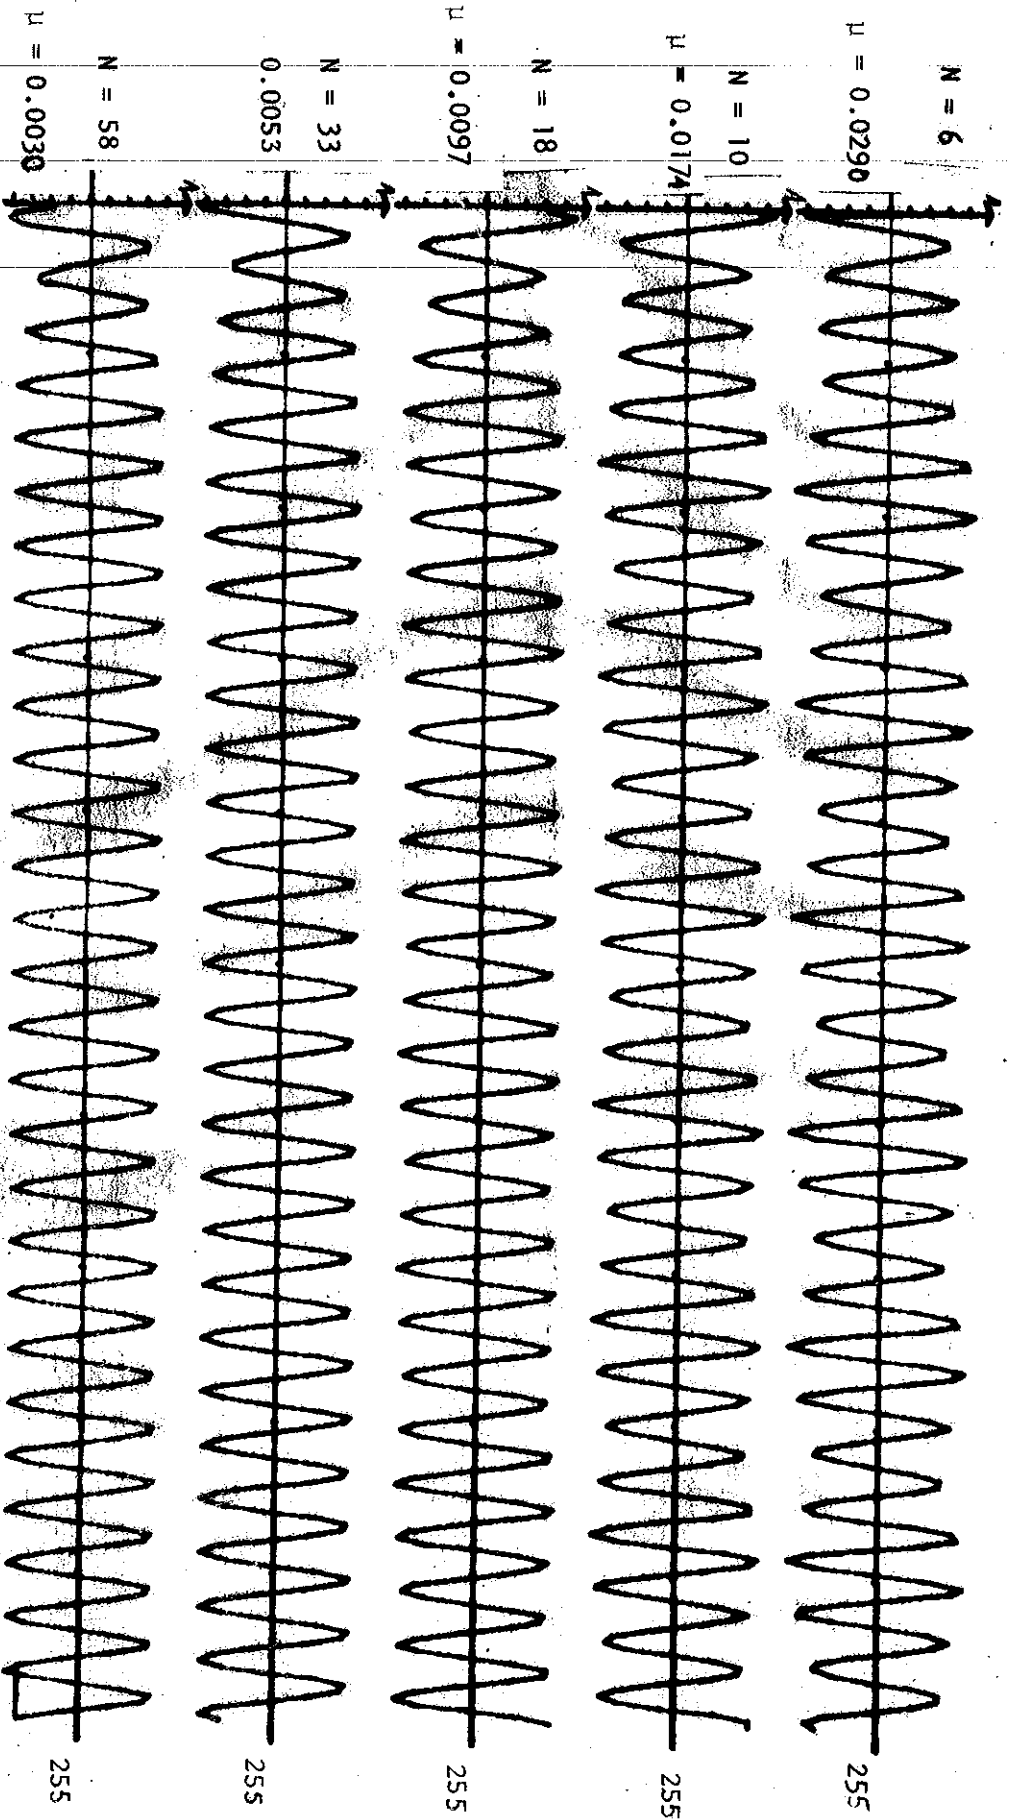 N = 6
μ = 0.0290
255
N = 10
μ = 0.0174
255
N = 18
μ = 0.0097
255
N = 33
0.0053
255
N = 58
μ = 0.0030
255